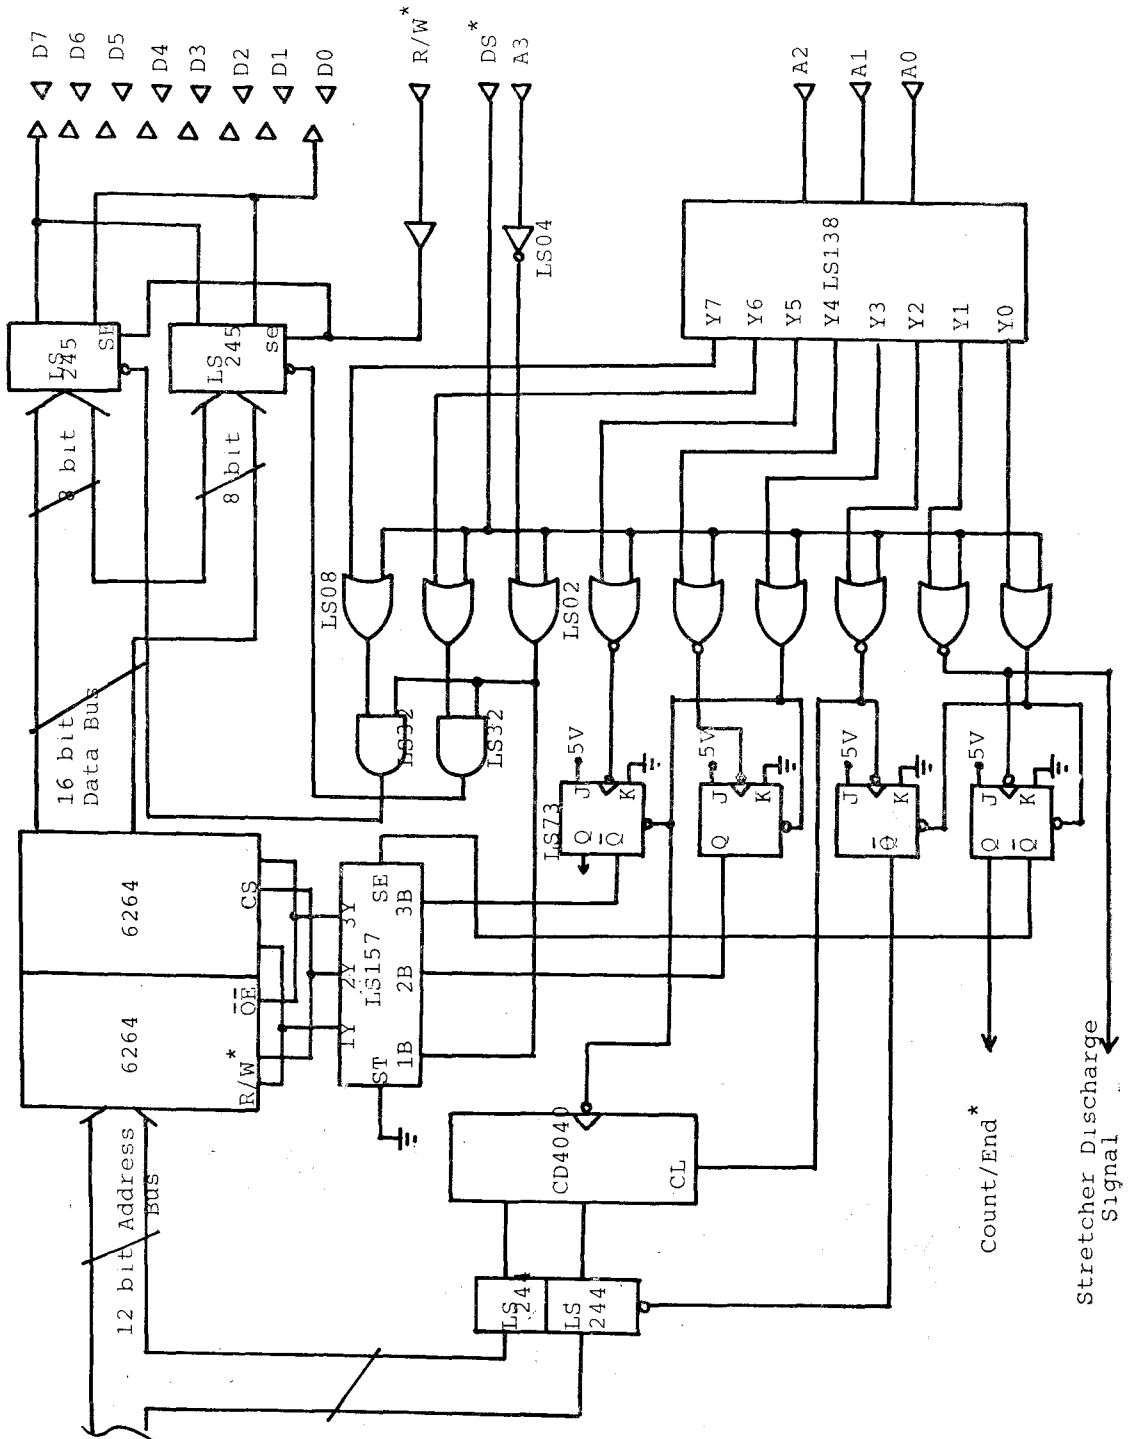 D7
D6
D5
D4
D3
D2
D1
D0
R/W*
DS*
A3
A2
A1
A0
LS
245
SE
LS
245
se
LS04
LS138
Y7
Y6
Y5
Y4
Y3
Y2
Y1
Y0
8 bit
8 bit
16 bit
Data Bus
LS08
LS02
LS32
LS32
LS73
J
5V
K
Q
Q̅
J
5V
K
Q
J
5V
K
Q̅
J
5V
K
Q
Q̅
6264
6264
CS
O̅E̅
R/W*
LS157
SE
ST
3Y
2Y
1Y
3B
2B
1B
CD4040
CL
12 bit Address
Bus
LS
244
LS
244
Count/End*
Stretcher Discharge
Signal